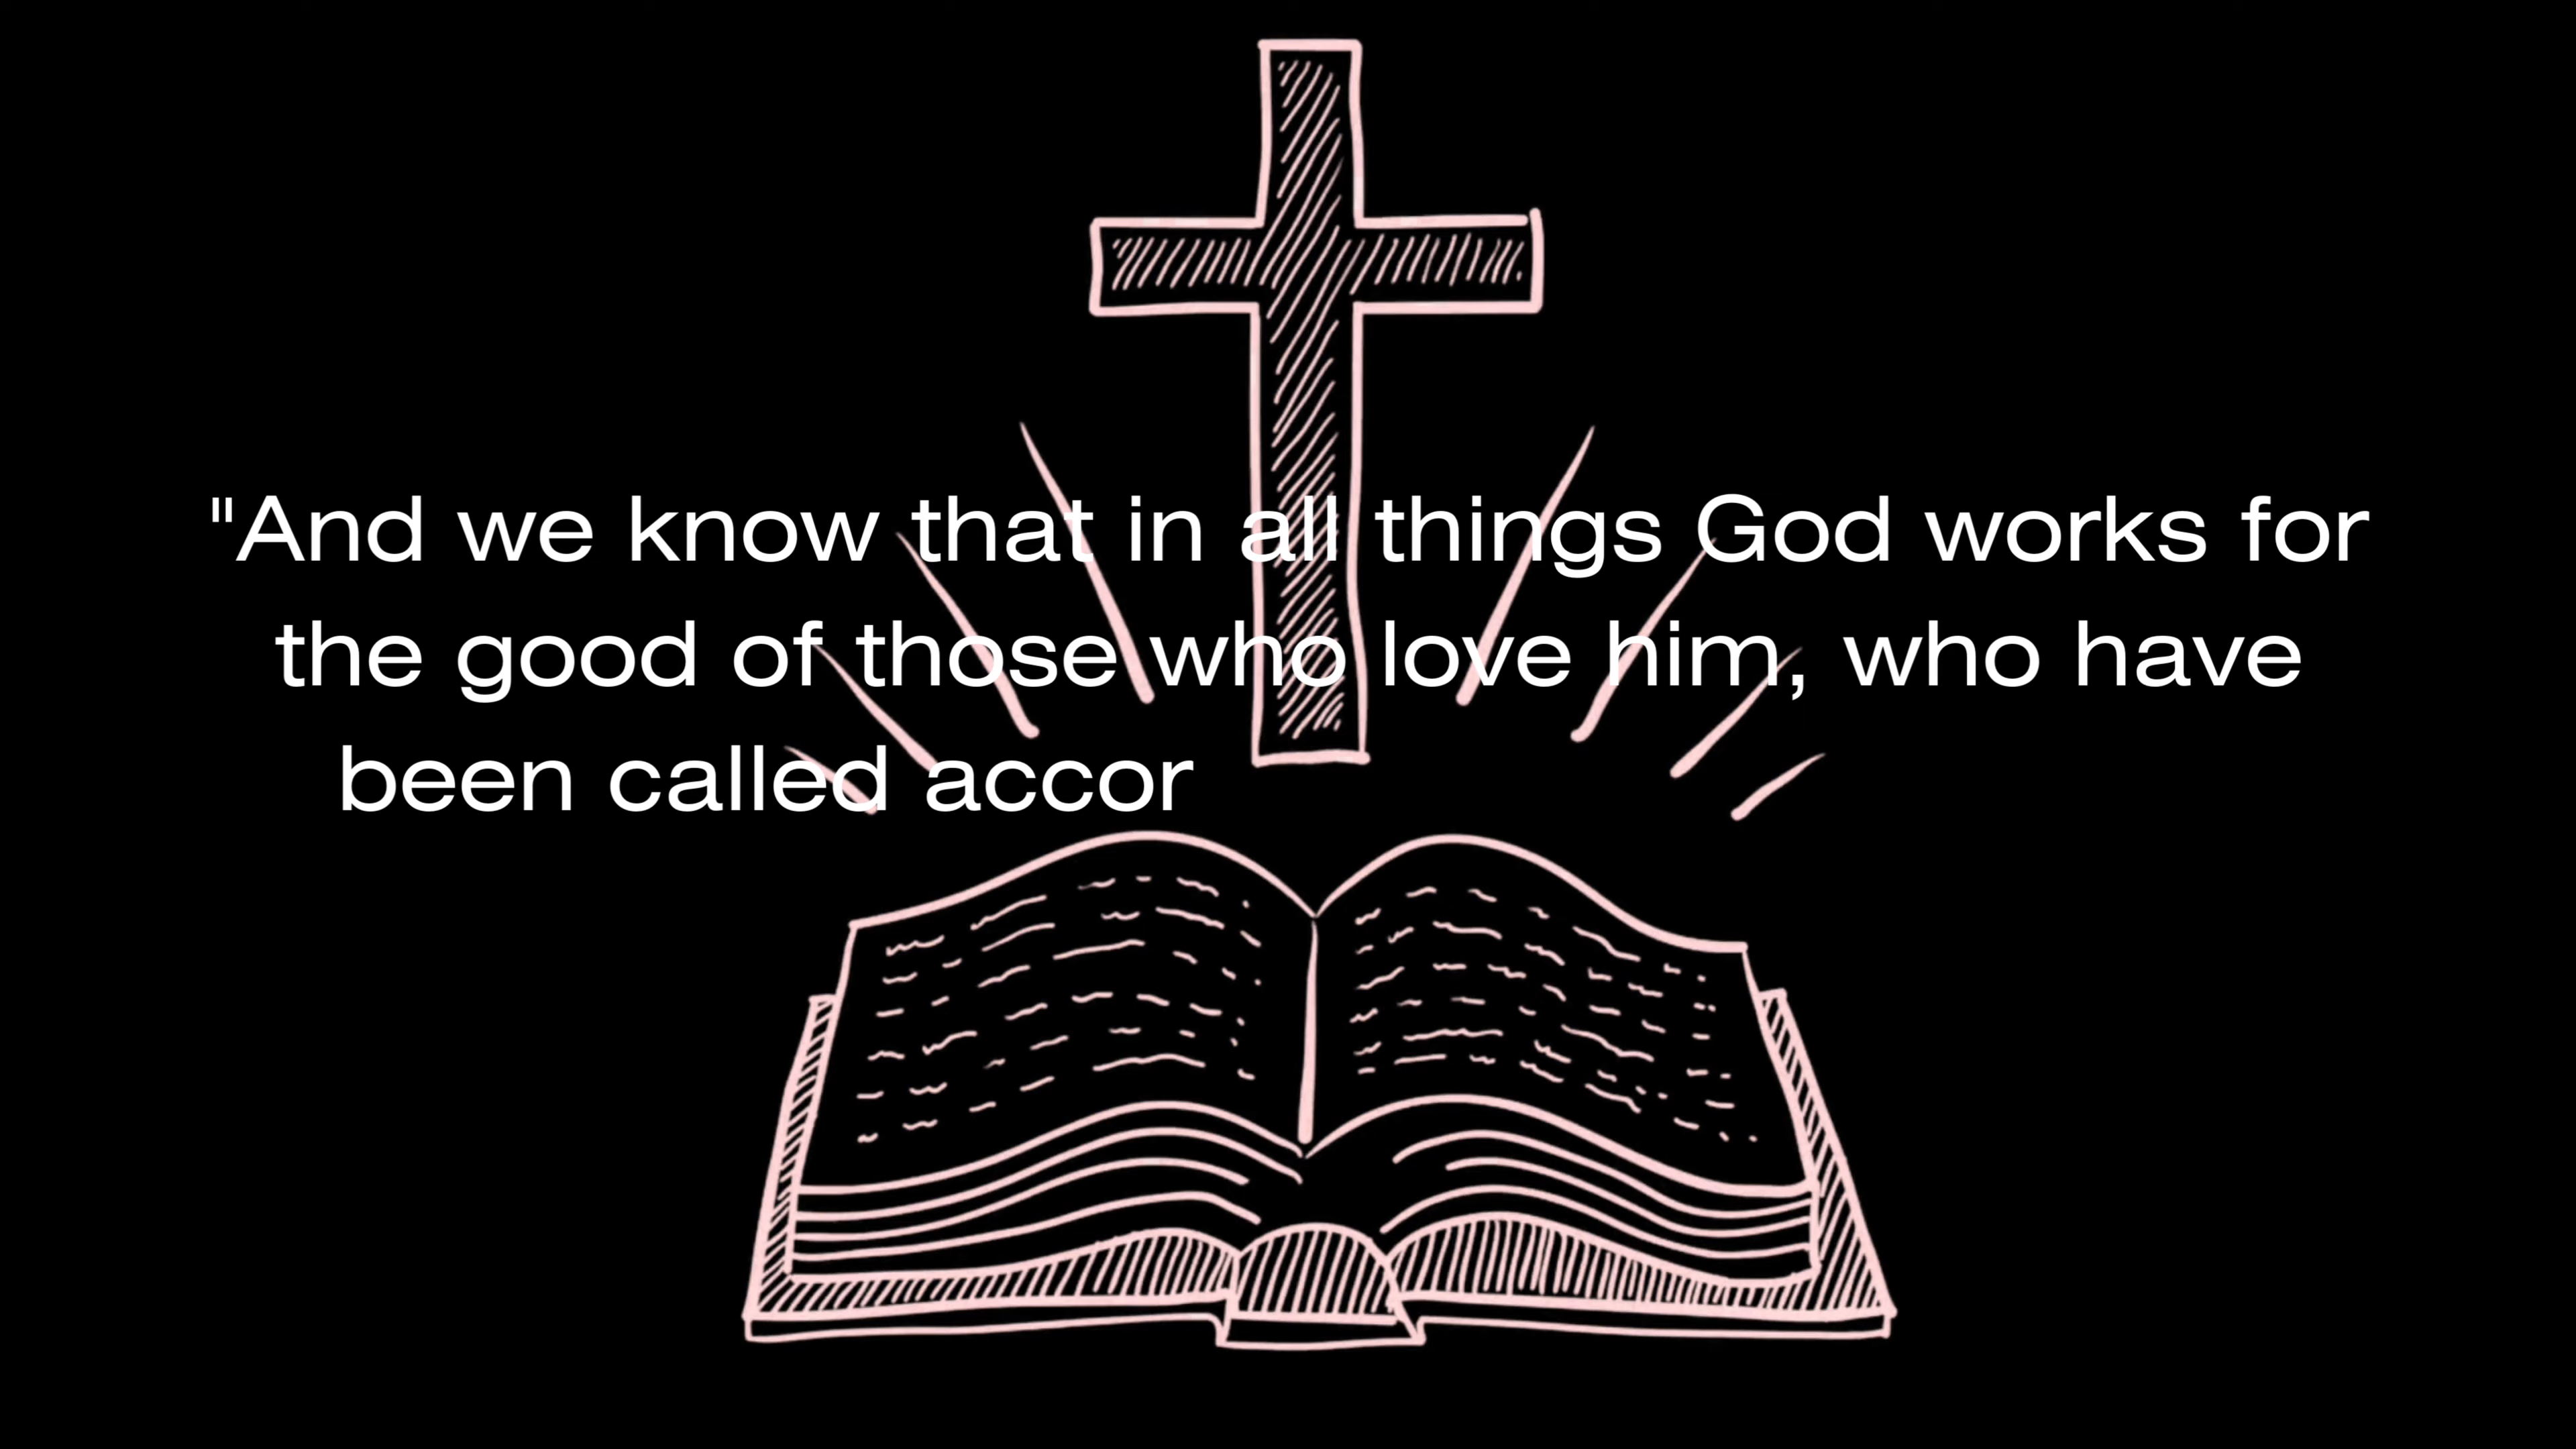 "And we know that in all things God works for
the good of those who love him, who have
been called accor